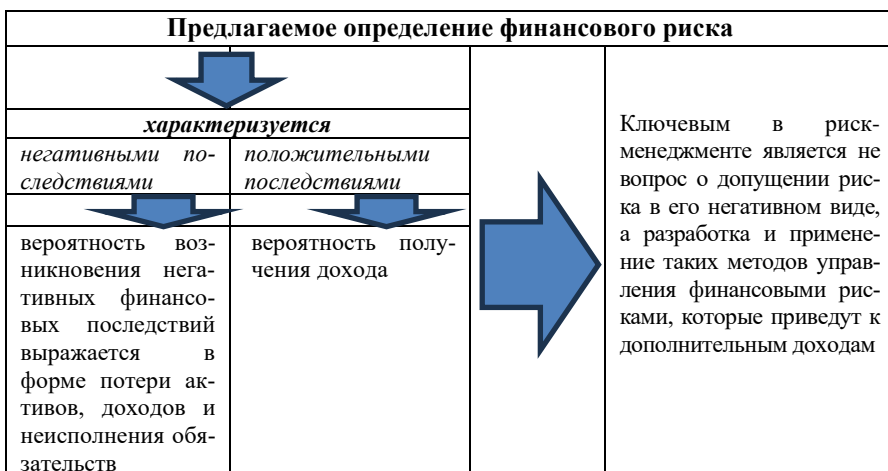 Предлагаемое определение финансового риска
характеризуется
негативными по-
следствиями
положительными
последствиями
вероятность воз-
никновения нега-
тивных финансо-
вых последствий
выражается в
форме потери ак-
тивов, доходов и
неисполнения обя-
зательств
вероятность полу-
чения дохода
Ключевым в риск-
менеджменте является не
вопрос о допущении рис-
ка в его негативном виде,
а разработка и примене-
ние таких методов управ-
ления финансовыми рис-
ками, которые приведут к
дополнительным доходам